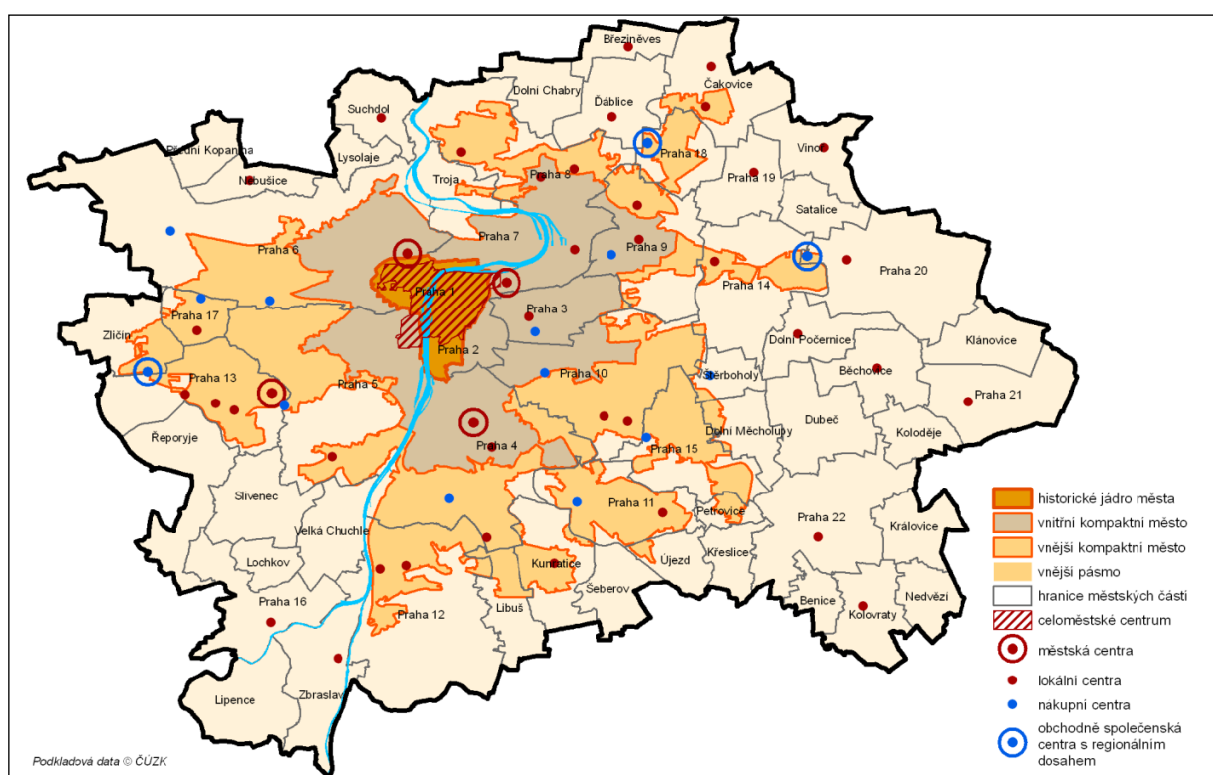 Březiněves
Čakovice
Dolní Chabry
Ďáblice
Suchdol
Přední Kopanina
Lysolaje
Nebušice
Troja
Praha 8
Praha 18
Vinoř
Praha 19
Satalice
Praha 6
Praha 7
Praha 9
Praha 20
Praha 14
Praha 1
Praha 3
Praha 17
Zličín
Praha 2
Dolní Počernice
Klánovice
Praha 13
Praha 5
Praha 10
Štěrboholy
Běchovice
Praha 21
Řeporyje
Praha 4
Dolní Měcholupy
Dubeč
Koloděje
Praha 15
Slivenec
Velká Chuchle
Praha 11
Petrovice
Praha 22
Královice
Lochkov
Kunratice
Újezd
Křeslice
Šeberov
Praha 16
Praha 12
Libuš
Benice
Nedvězí
Kolovraty
Lipence
Zbraslav
historické jádro města
vnitřní kompaktní město
vnější kompaktní město
vnější pásmo
hranice městských částí
celoměstské centrum
městská centra
lokální centra
nákupní centra
obchodně společenská
centra s regionálním
dosahem
Podkladová data © ČÚZK